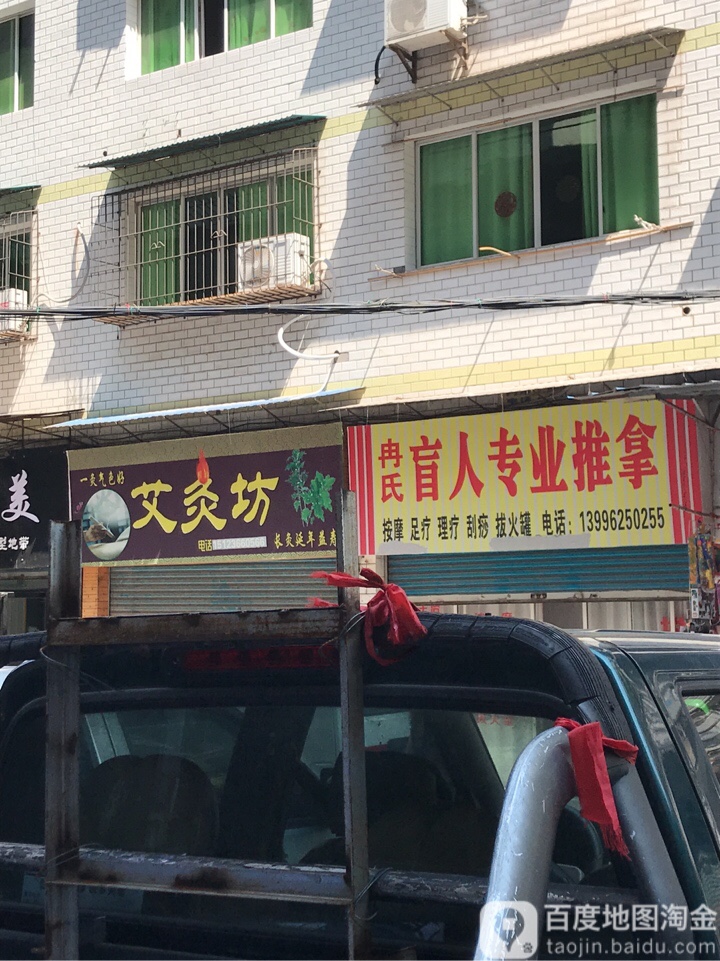 美
一灸气色好
艾灸坊
电话
长灸延年益寿
冉氏 盲人专业推拿
按摩 足疗 理疗 刮痧 拔火罐 电话：13996250255
百度地图淘金
taojin.baidu.com